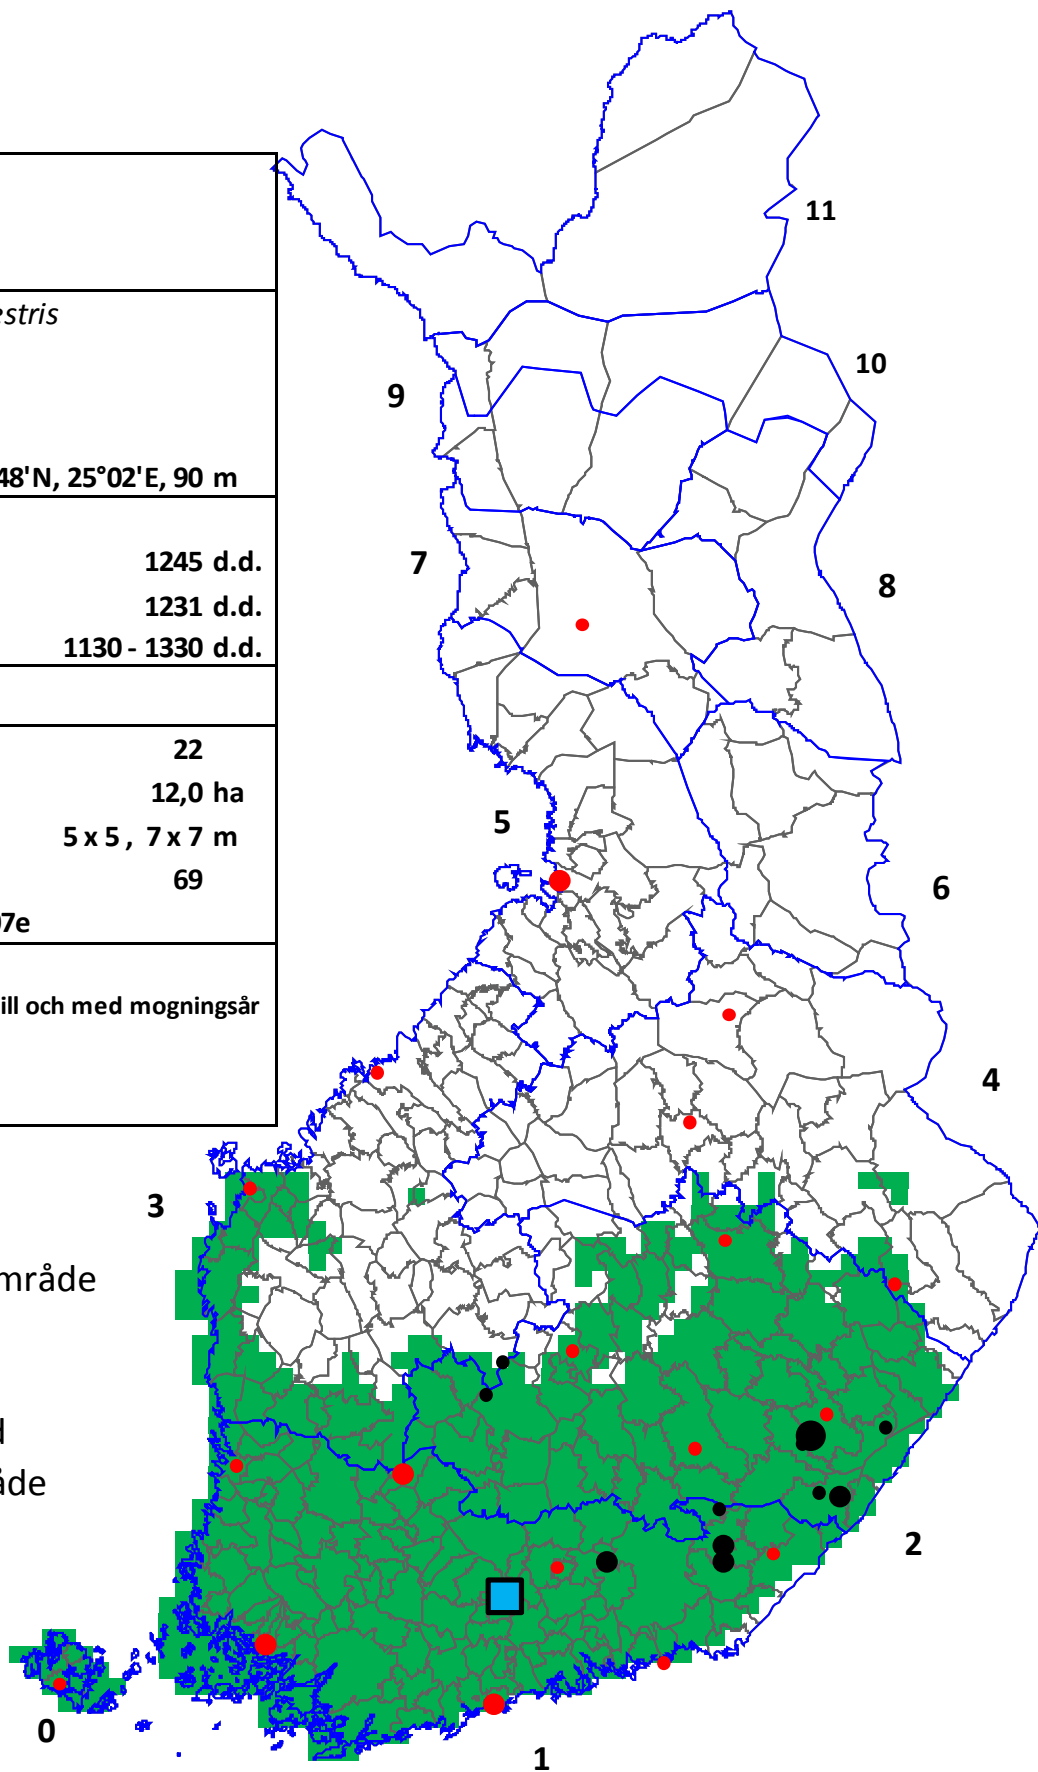 11
estris
10
9
48'N, 25°02'E, 90 m
1245 d.d.
7
8
1231 d.d.
1130 - 1330 d.d.
22
12,0 ha
5
5 x 5 , 7 x 7 m
69
6
07e
till och med mogningsår
4
3
område
d
åde
2
0
1